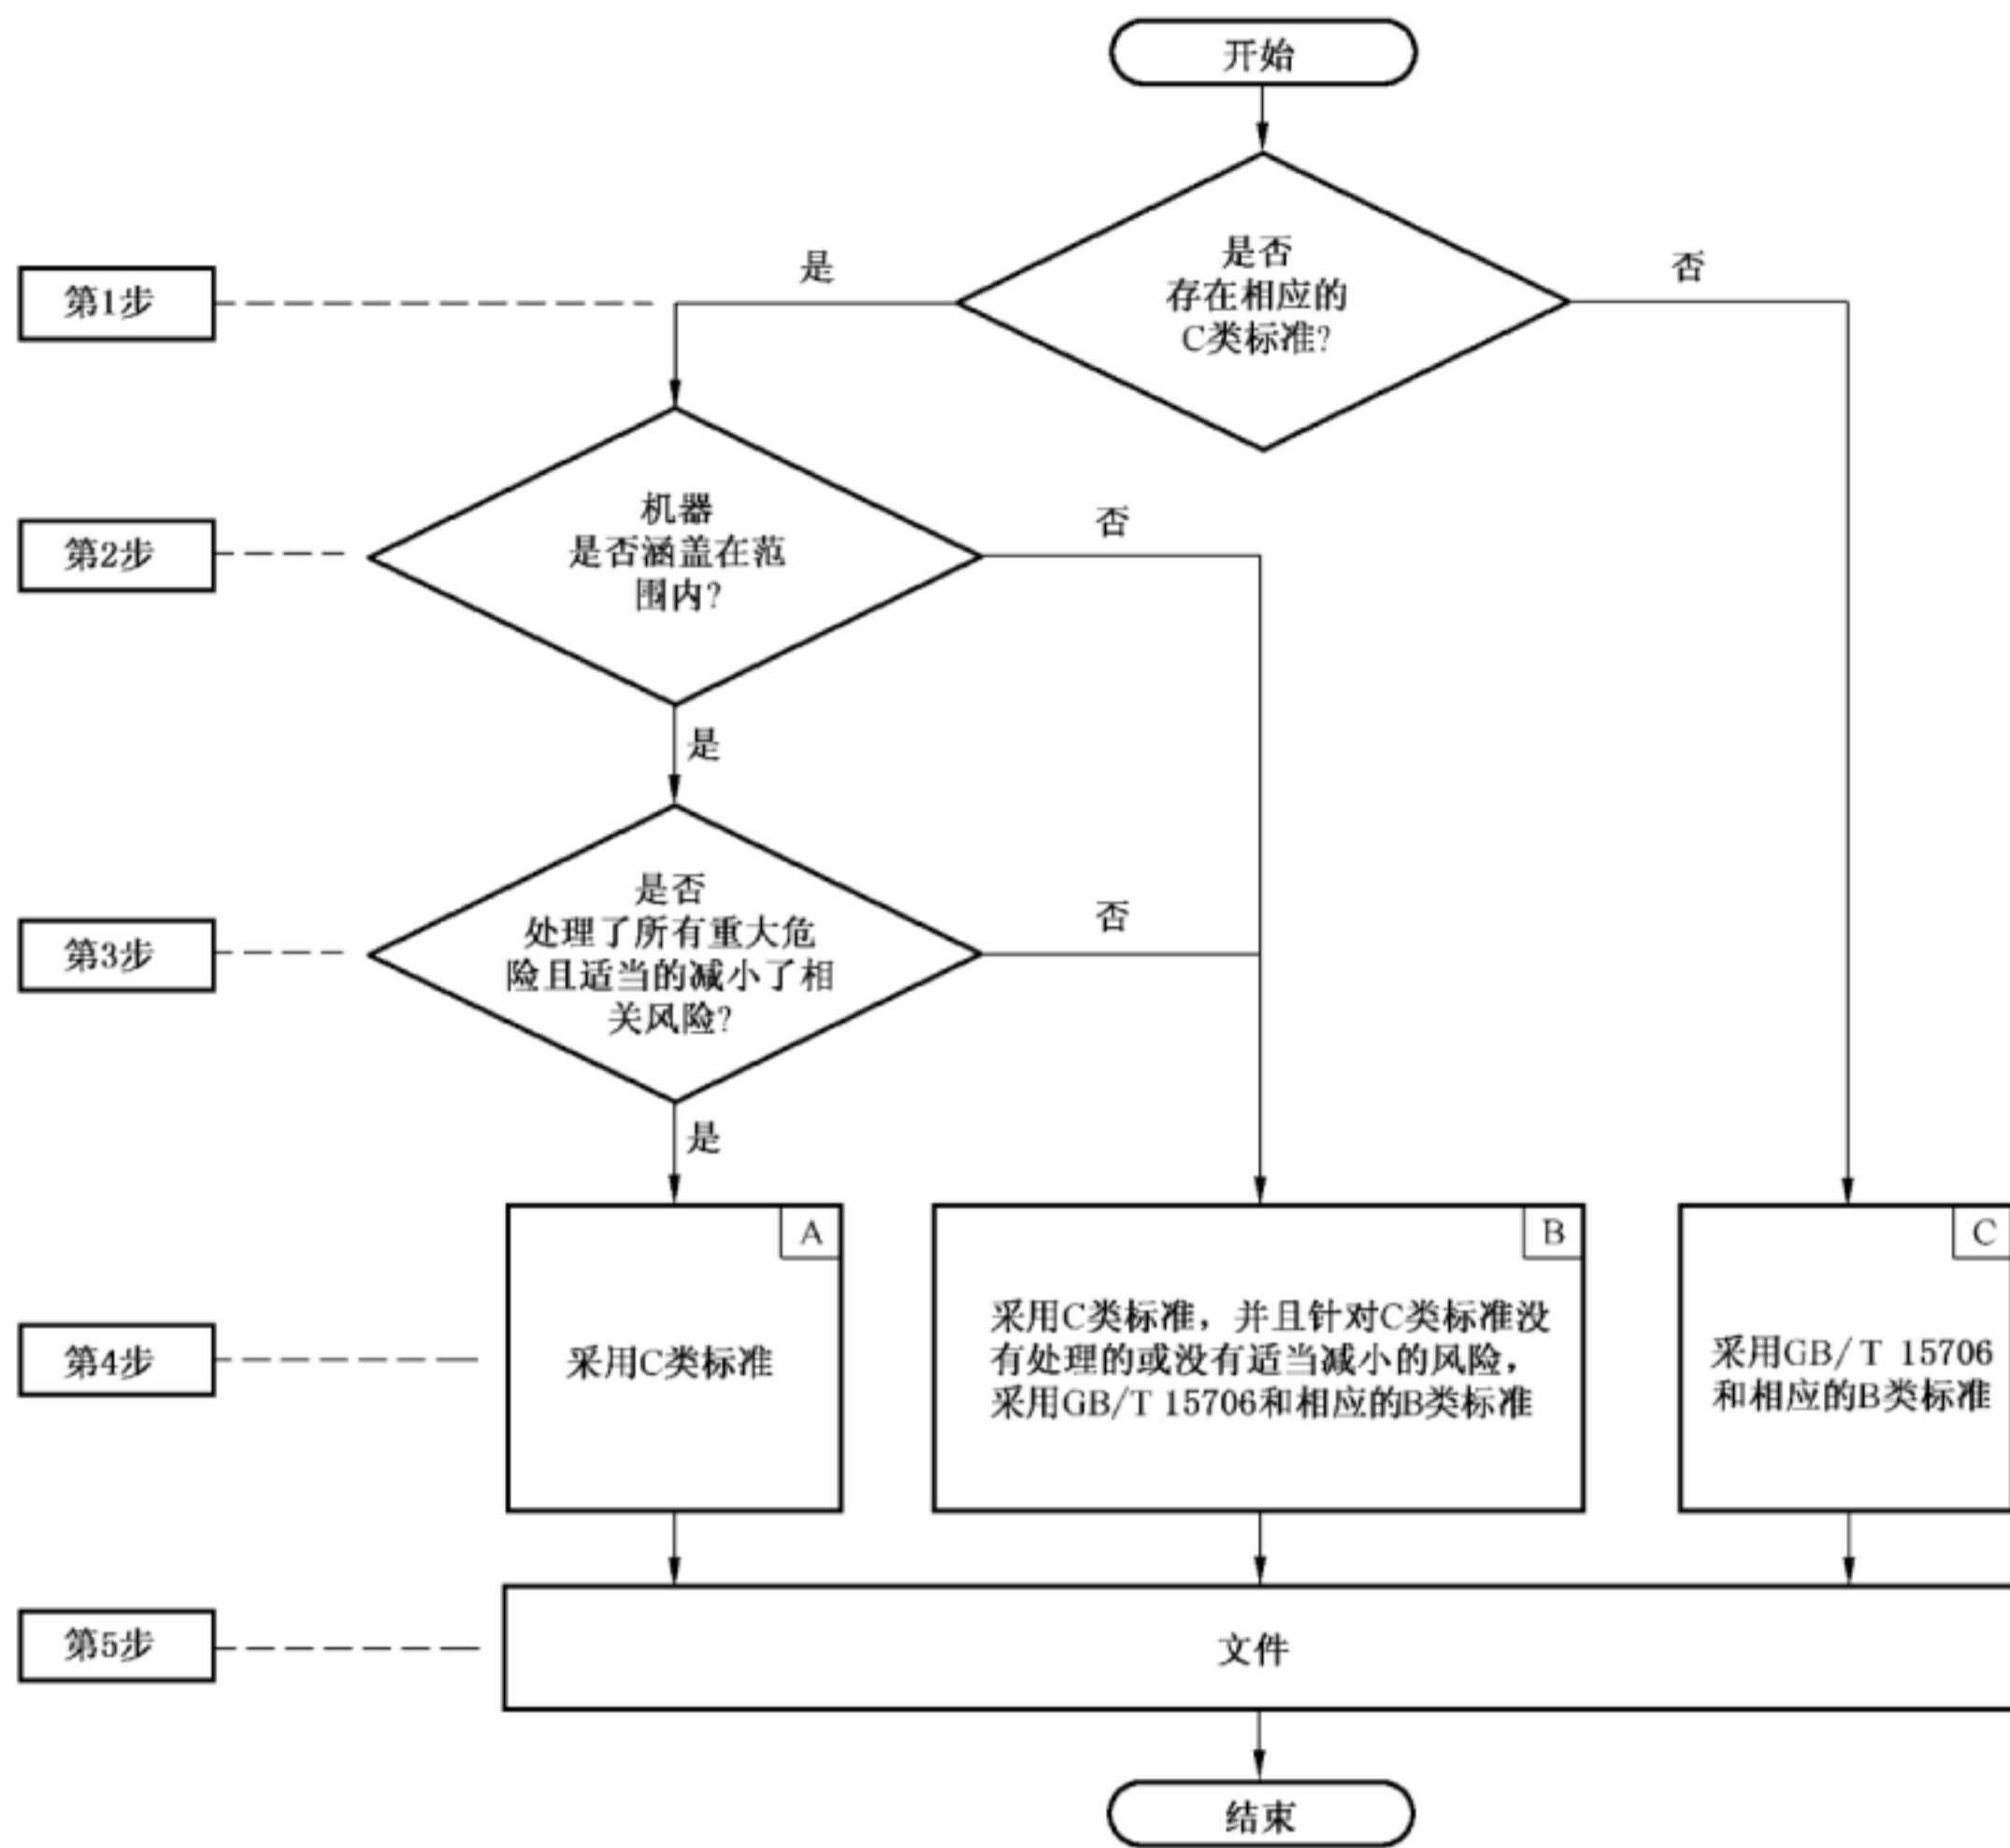 开始
是否
存在相应的
C类标准?
是
否
第1步
机器
是否涵盖在范
围内?
否
第2步
是
是否
处理了所有重大危
险且适当的减小了相
关风险?
否
第3步
是
A
采用C类标准
B
采用C类标准，并且针对C类标准没
有处理的或没有适当减小的风险，
采用GB/T 15706和相应的B类标准
C
采用GB/T 15706
和相应的B类标准
第4步
第5步
文件
结束